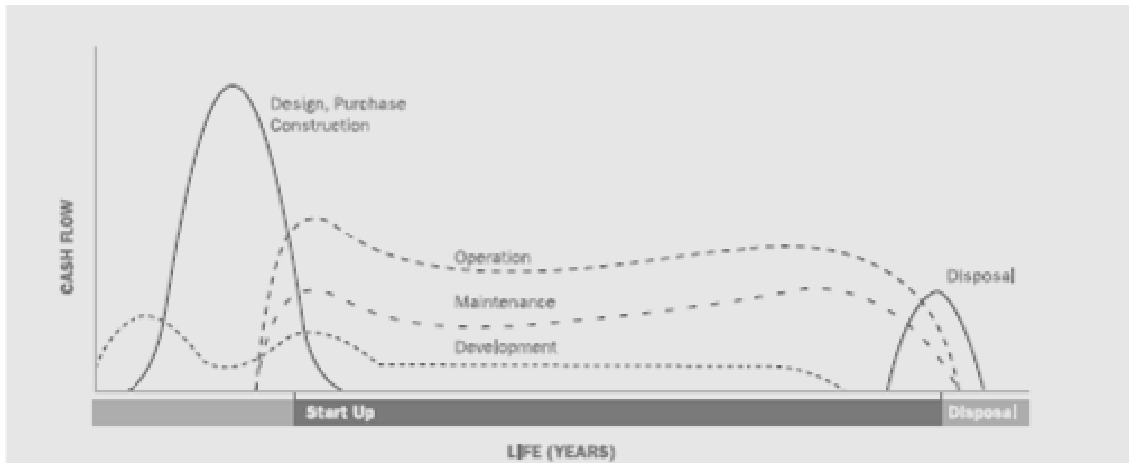 Design, Purchase
Construction
CASH FLOW
Operation
Disposal
Maintenance
Development
Start Up
Disposal
LIFE (YEARS)